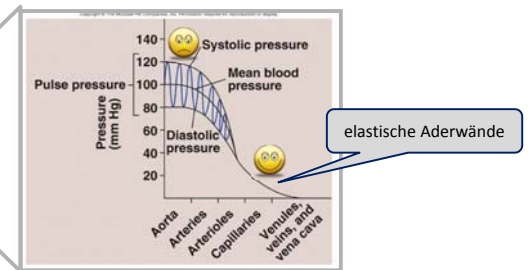 140
Systolic pressure
120
Mean blood
pressure
Pulse pressure
100
80
Pressure
(mm Hg)
60
Diastolic
pressure
40
20
Aorta
Arteries
Arterioles
Capillaries
Venules,
veins, and
vena cava
elastische Aderwände